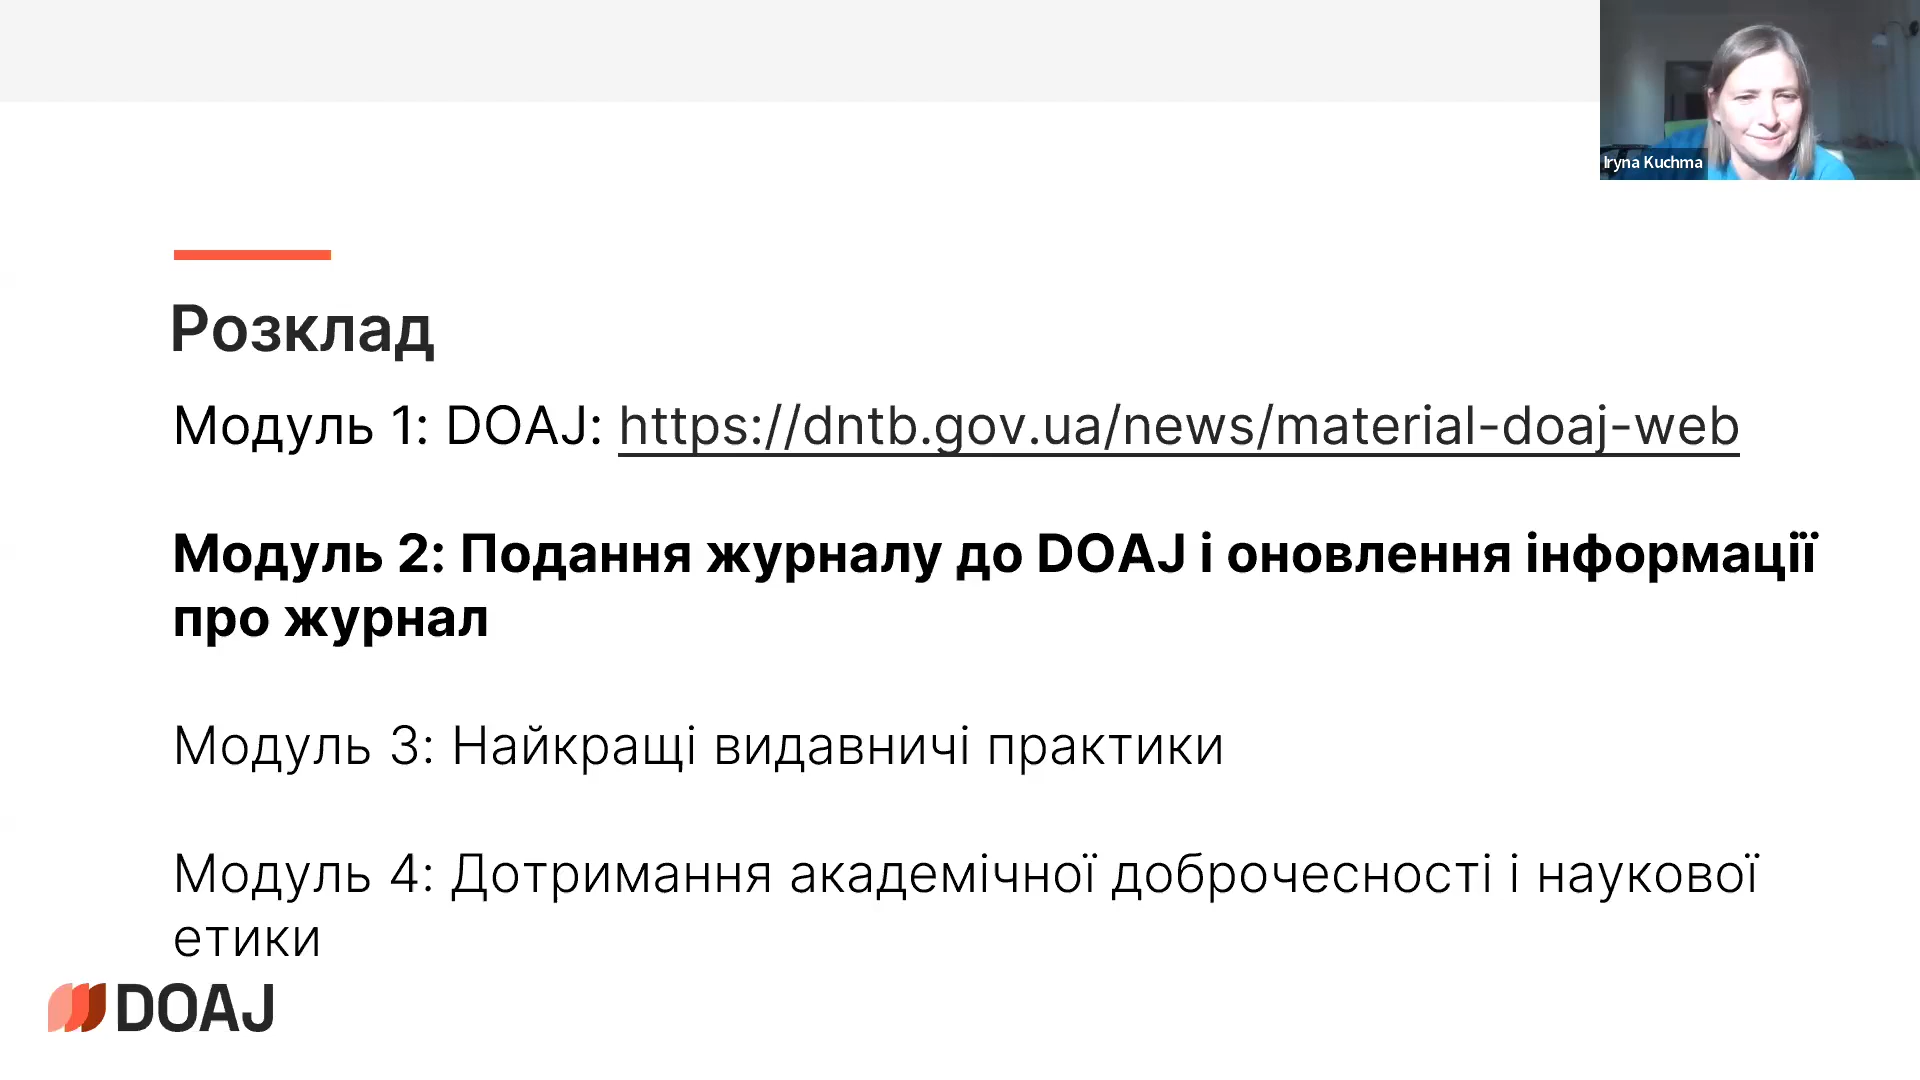 Iryna Kuchma
Розклад
Модуль 1: DOAJ: https://dntb.gov.ua/news/material-doaj-web
Модуль 2: Подання журналу до DOAJ і оновлення інформації
про журнал
Модуль 3: Найкращі видавничі практики
Модуль 4: Дотримання академічної доброчесності і наукової
етики
DOAJ